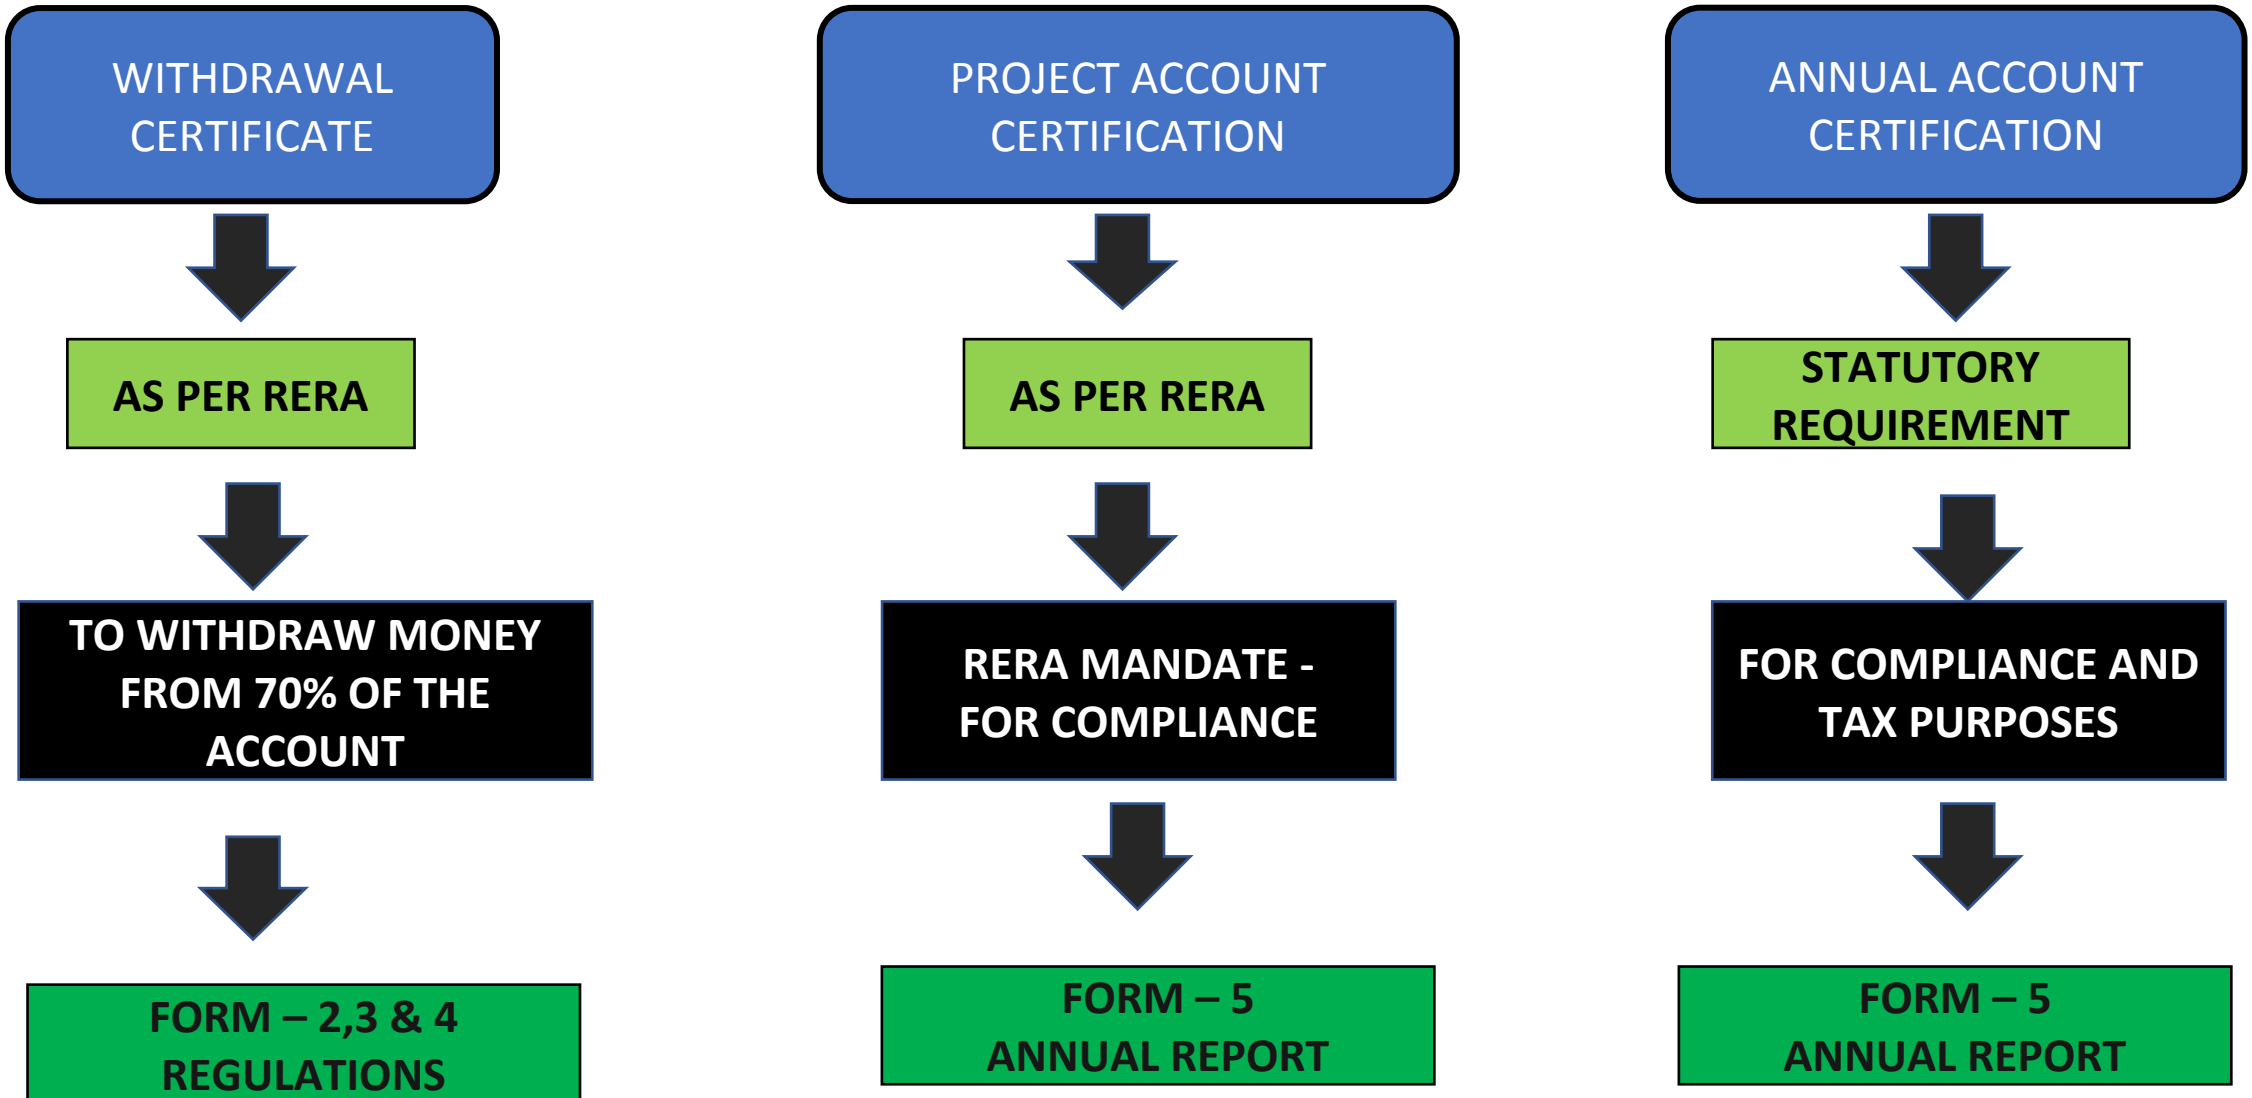 WITHDRAWAL
CERTIFICATE
AS PER RERA
TO WITHDRAW MONEY
FROM 70% OF THE
ACCOUNT
FORM – 2,3 & 4
REGULATIONS
PROJECT ACCOUNT
CERTIFICATION
AS PER RERA
RERA MANDATE -
FOR COMPLIANCE
FORM – 5
ANNUAL REPORT
ANNUAL ACCOUNT
CERTIFICATION
STATUTORY
REQUIREMENT
FOR COMPLIANCE AND
TAX PURPOSES
FORM – 5
ANNUAL REPORT